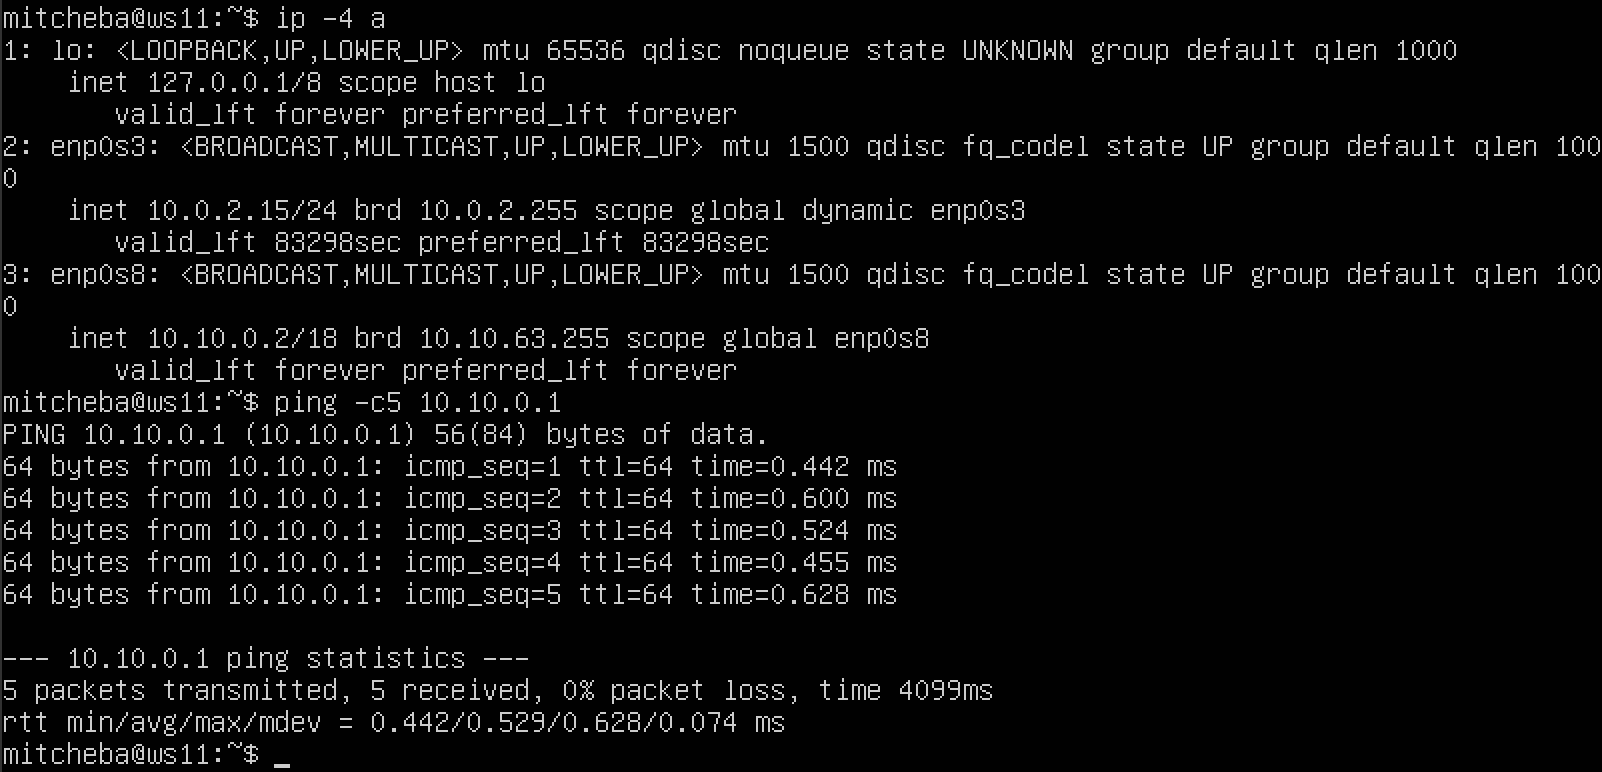 mitcheba@ws11:~$ ip -4 a
1: lo: <LOOPBACK,UP,LOWER_UP> mtu 65536 qdisc noqueue state UNKNOWN group default qlen 1000
    inet 127.0.0.1/8 scope host lo
       valid_lft forever preferred_lft forever
2: enp0s3: <BROADCAST,MULTICAST,UP,LOWER_UP> mtu 1500 qdisc fq_codel state UP group default qlen 100
0
    inet 10.0.2.15/24 brd 10.0.2.255 scope global dynamic enp0s3
       valid_lft 83298sec preferred_lft 83298sec
3: enp0s8: <BROADCAST,MULTICAST,UP,LOWER_UP> mtu 1500 qdisc fq_codel state UP group default qlen 100
0
    inet 10.10.0.2/18 brd 10.10.63.255 scope global enp0s8
       valid_lft forever preferred_lft forever
mitcheba@ws11:~$ ping -c5 10.10.0.1
PING 10.10.0.1 (10.10.0.1) 56(84) bytes of data.
64 bytes from 10.10.0.1: icmp_seq=1 ttl=64 time=0.442 ms
64 bytes from 10.10.0.1: icmp_seq=2 ttl=64 time=0.600 ms
64 bytes from 10.10.0.1: icmp_seq=3 ttl=64 time=0.524 ms
64 bytes from 10.10.0.1: icmp_seq=4 ttl=64 time=0.455 ms
64 bytes from 10.10.0.1: icmp_seq=5 ttl=64 time=0.628 ms

--- 10.10.0.1 ping statistics ---
5 packets transmitted, 5 received, 0% packet loss, time 4099ms
rtt min/avg/max/mdev = 0.442/0.529/0.628/0.074 ms
mitcheba@ws11:~$ _